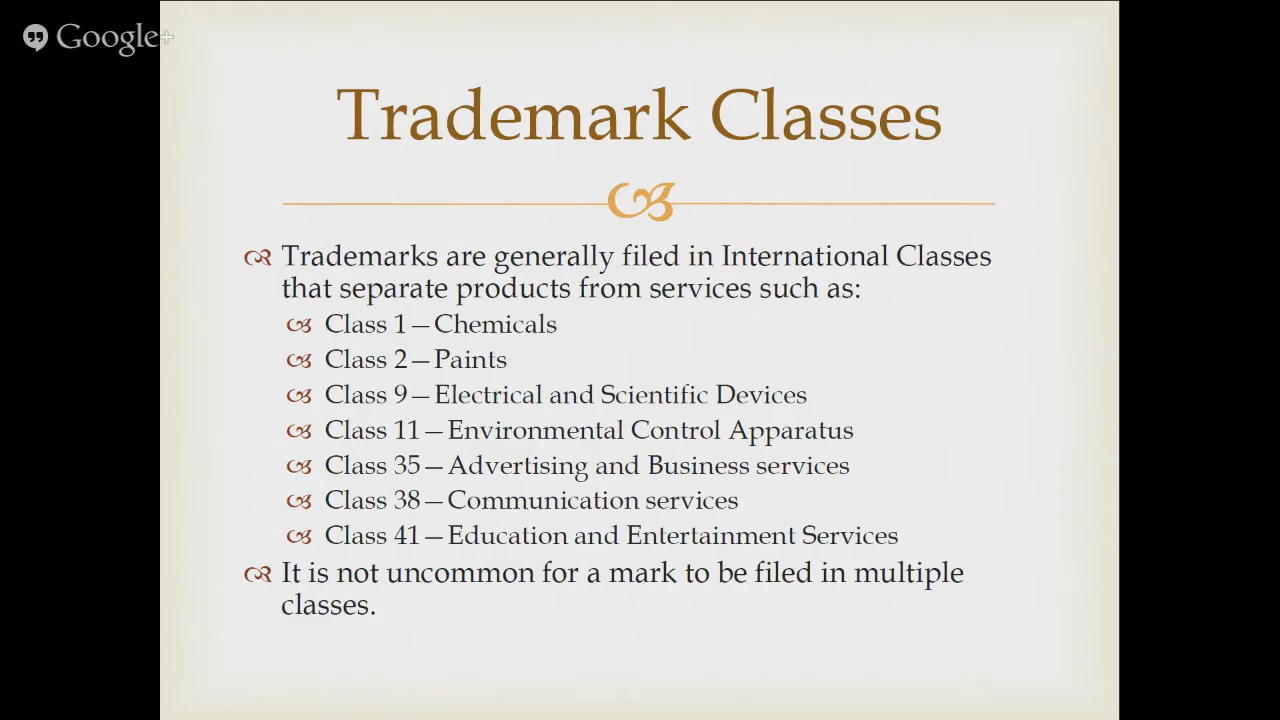 Google+
Trademark Classes
Trademarks are generally filed in International Classes
that separate products from services such as:
Class 1—Chemicals
Class 2—Paints
Class 9—Electrical and Scientific Devices
Class 11—Environmental Control Apparatus
Class 35—Advertising and Business services
Class 38—Communication services
Class 41—Education and Entertainment Services
It is not uncommon for a mark to be filed in multiple
classes.